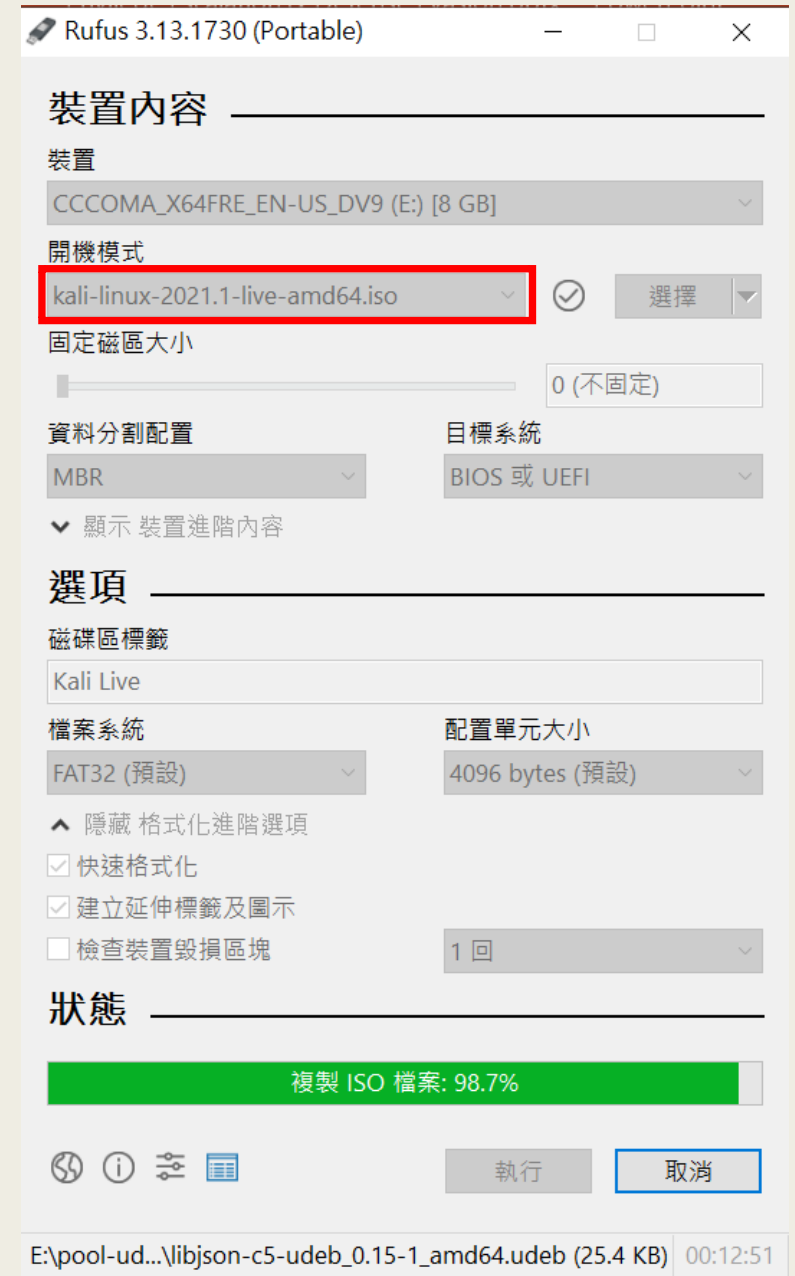 Rufus 3.13.1730 (Portable)
裝置內容
裝置
CCCOMA_X64FRE_EN-US_DV9 (E:) [8 GB]
開機模式
kali-linux-2021.1-live-amd64.iso
選擇
固定磁區大小
0 (不固定)
資料分割配置
目標系統
MBR
BIOS 或 UEFI
顯示 裝置進階內容
選項
磁碟區標籤
Kali Live
檔案系統
配置單元大小
FAT32 (預設)
4096 bytes (預設)
隱藏 格式化進階選項
快速格式化
建立延伸標籤及圖示
檢查裝置毀損區塊
1 回
狀態
複製 ISO 檔案: 98.7%
執行
取消
E:\pool-ud...\libjson-c5-udeb_0.15-1_amd64.udeb (25.4 KB)
00:12:51